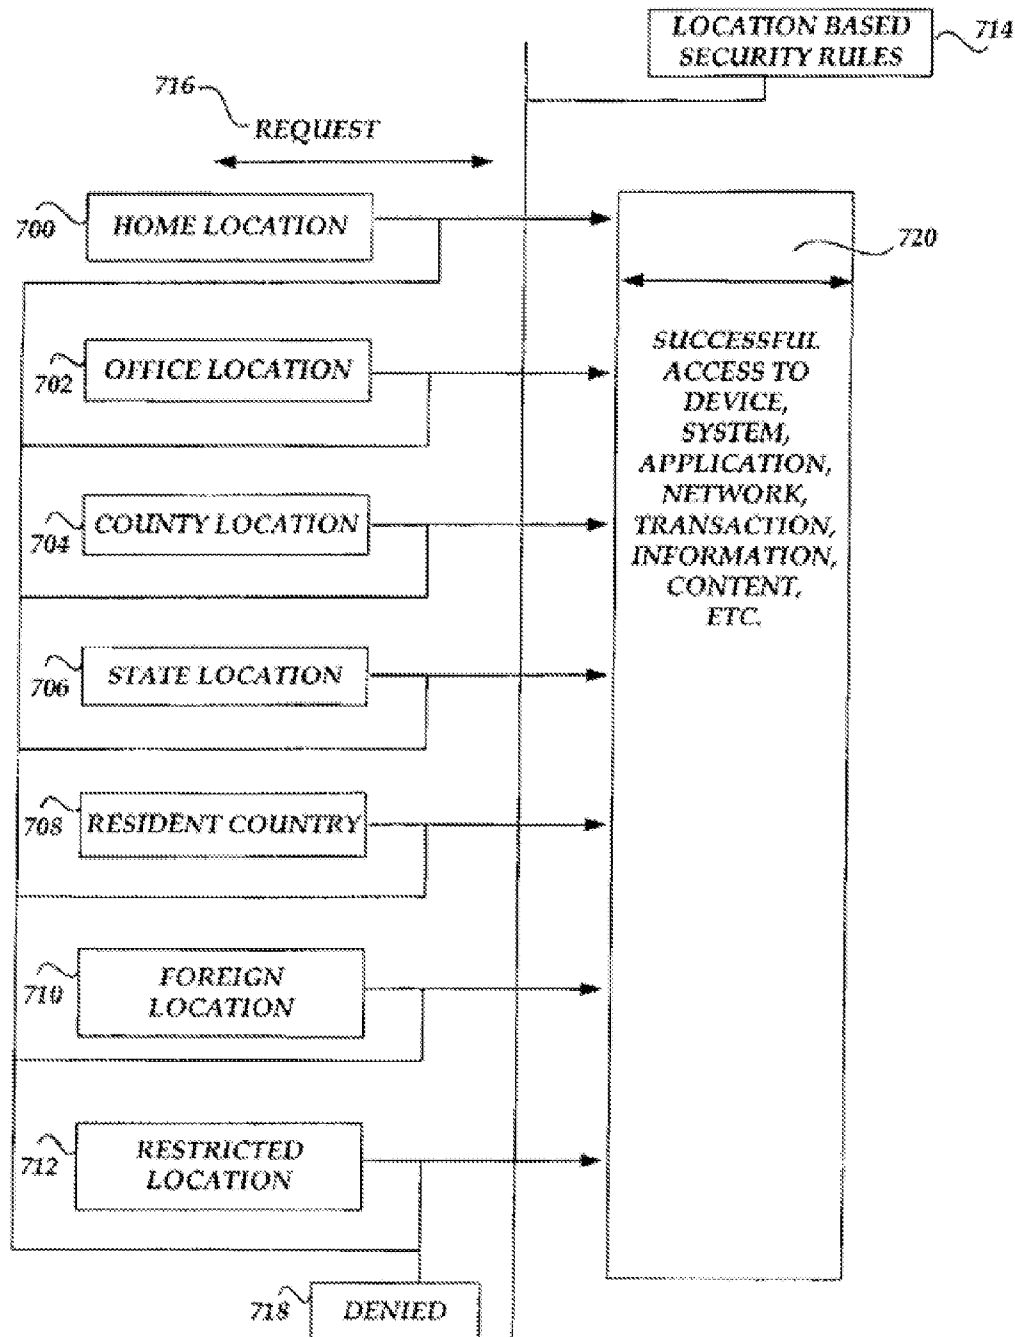 LOCATION BASED
SECURITY RULES
714
716
REQUEST
700
HOME LOCATION
720
702
OFFICE LOCATION
SUCCESSFUL
ACCESS TO
DEVICE,
SYSTEM,
APPLICATION,
NETWORK,
TRANSACTION,
INFORMATION,
CONTENT,
ETC.
704
COUNTY LOCATION
706
STATE LOCATION
708
RESIDENT COUNTRY
710
FOREIGN
LOCATION
712
RESTRICTED
LOCATION
718
DENIED